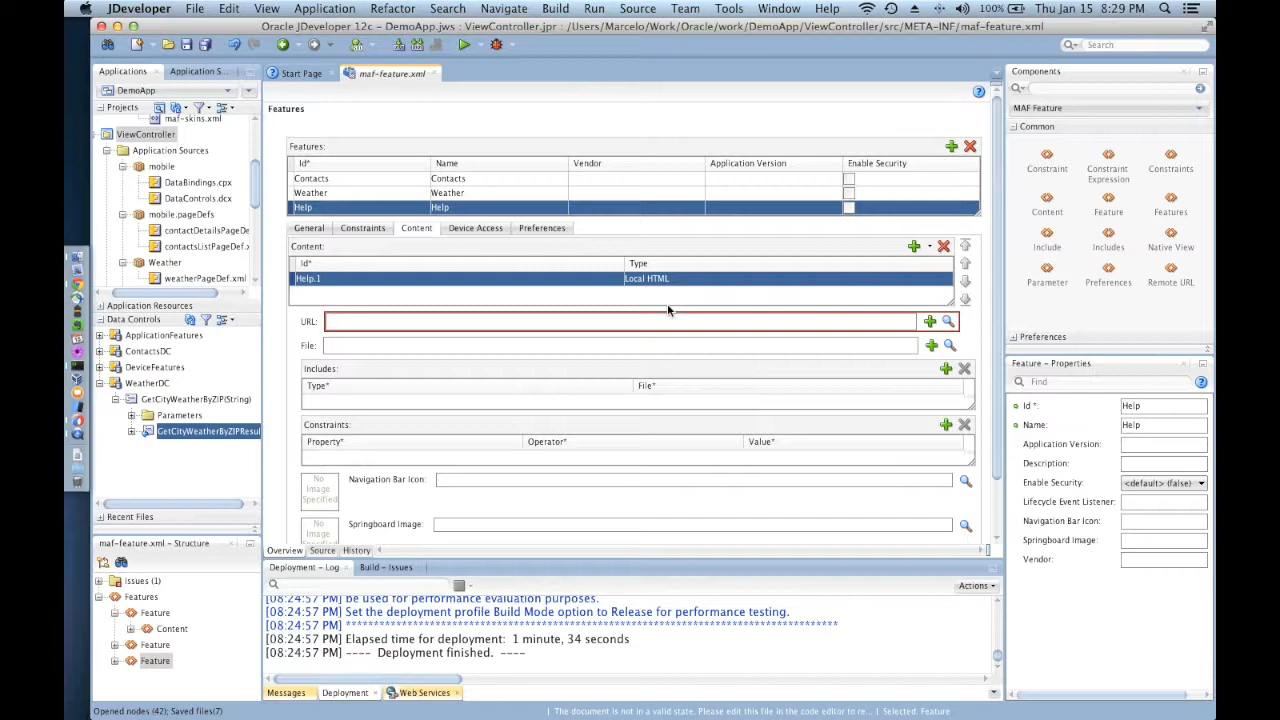 JDeveloper File Edit View Application Refactor Search Navigate Build Run Source Team Tools Window Help 100% Thu Jan 15 8:29 PM
Oracle JDeveloper 12c – DemoApp.jws : ViewController.jpr : /Users/Marcelo/Work/Oracle/work/DemoApp/ViewController/src/META-INF/maf-feature.xml
Search
Applications
Application S...
DemoApp
Projects
maf-skins.xml
ViewController
Application Sources
mobile
DataBindings.cpx
DataControls.dcx
mobile.pageDefs
contactDetailsPageDe
contactsListPageDef.x
Weather
weatherPageDef.xml
Application Resources
Data Controls
ApplicationFeatures
ContactsDC
DeviceFeatures
WeatherDC
GetCityWeatherByZIP(String)
Parameters
GetCityWeatherByZIPResul
Recent Files
maf-feature.xml – Structure
Issues (1)
Features
Feature
Content
Feature
Feature
Start Page
maf-feature.xml
Features
Features:
Id* Name Vendor Application Version Enable Security
Contacts Contacts
Weather Weather
Help Help
General Constraints Content Device Access Preferences
Content:
Id* Type
Help.1 Local HTML
URL:
File:
Includes:
Type* File*
Constraints:
Property* Operator* Value*
No Image Specified
Navigation Bar Icon:
No Image
Springboard Image:
Overview Source History
Deployment – Log
Build – Issues
Actions
[08:24:57 PM] be used for performance evaluation purposes.
[08:24:57 PM] Set the deployment profile Build Mode option to Release for performance testing.
[08:24:57 PM] ************************************************************************************
[08:24:57 PM] Elapsed time for deployment: 1 minute, 34 seconds
[08:24:57 PM] ---- Deployment finished. ----
Messages Deployment Web Services
Components
MAF Feature
Common
Constraint
Constraint Expression
Constraints
Content
Feature
Features
Include
Includes
Native View
Parameter
Preferences
Remote URL
Preferences
Feature – Properties
Find
Id *: Help
Name: Help
Application Version:
Description:
Enable Security: <default> (false)
Lifecycle Event Listener:
Navigation Bar Icon:
Springboard Image:
Vendor:
Opened nodes (42); Saved files(7)
The document is not in a valid state. Please edit this file in the code editor to re...
Selected. Feature